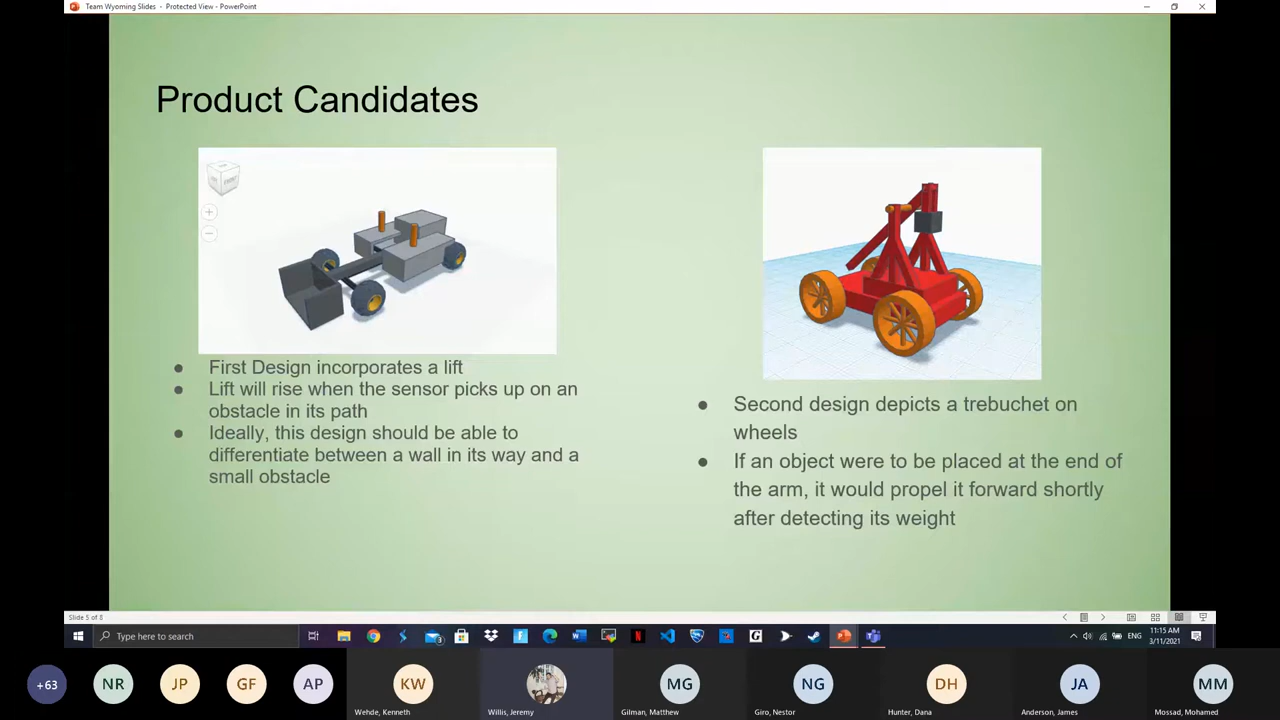 Team Wyoming Slides - Protected View - PowerPoint
Product Candidates
● First Design incorporates a lift
● Lift will rise when the sensor picks up on an
obstacle in its path
● Ideally, this design should be able to
differentiate between a wall in its way and a
small obstacle
● Second design depicts a trebuchet on
wheels
● If an object were to be placed at the end of
the arm, it would propel it forward shortly
after detecting its weight
Slide 5 of 8
Type here to search
ENG
11:15 AM
3/11/2021
+63
NR
JP
GF
AP
KW
MG
NG
DH
JA
MM
Wehde, Kenneth
Willis, Jeremy
Gilman, Matthew
Giro, Nestor
Hunter, Dana
Anderson, James
Mossad, Mohamed